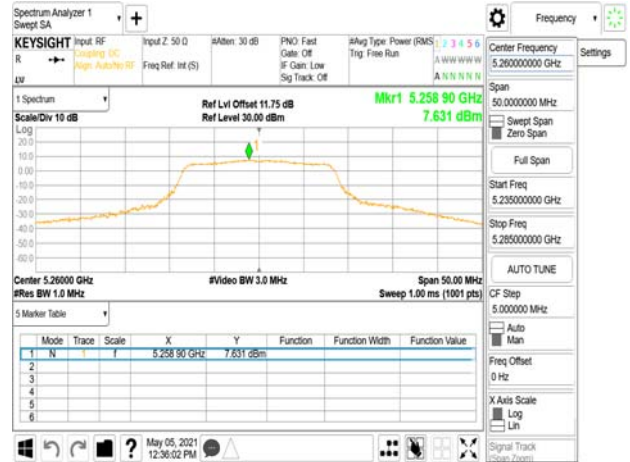 Spectrum Analyzer 1
Swept SA
+
Frequency
KEYSIGHT
R
Input: RF
Coupling: DC
Align: Auto/No RF
Input Z: 50 Ω
Freq Ref: Int (S)
#Atten: 30 dB
PNO: Fast
Gate: Off
IF Gain: Low
Sig Track: Off
#Avg Type: Power (RMS
Trig: Free Run
1 2 3 4 5 6
A W W W W W
A N N N N N
1 Spectrum
Scale/Div 10 dB
Ref Lvl Offset 11.75 dB
Ref Level 30.00 dBm
Mkr1 5.258 90 GHz
7.631 dBm
Log
20.0
10.0
0.00
-10.0
-20.0
-30.0
-40.0
-50.0
-60.0
1
Center 5.26000 GHz
#Res BW 1.0 MHz
#Video BW 3.0 MHz
Span 50.00 MHz
Sweep 1.00 ms (1001 pts)
5 Marker Table
Mode Trace Scale X Y Function Function Width Function Value
1 N 1 f 5.258 90 GHz 7.631 dBm
2
3
4
5
6
May 05, 2021
12:36:02 PM
?
Center Frequency
5.260000000 GHz
Settings
Span
50.0000000 MHz
Swept Span
Zero Span
Full Span
Start Freq
5.235000000 GHz
Stop Freq
5.285000000 GHz
AUTO TUNE
CF Step
5.000000 MHz
Auto
Man
Freq Offset
0 Hz
X Axis Scale
Log
Lin
Signal Track
(Span Zoom)